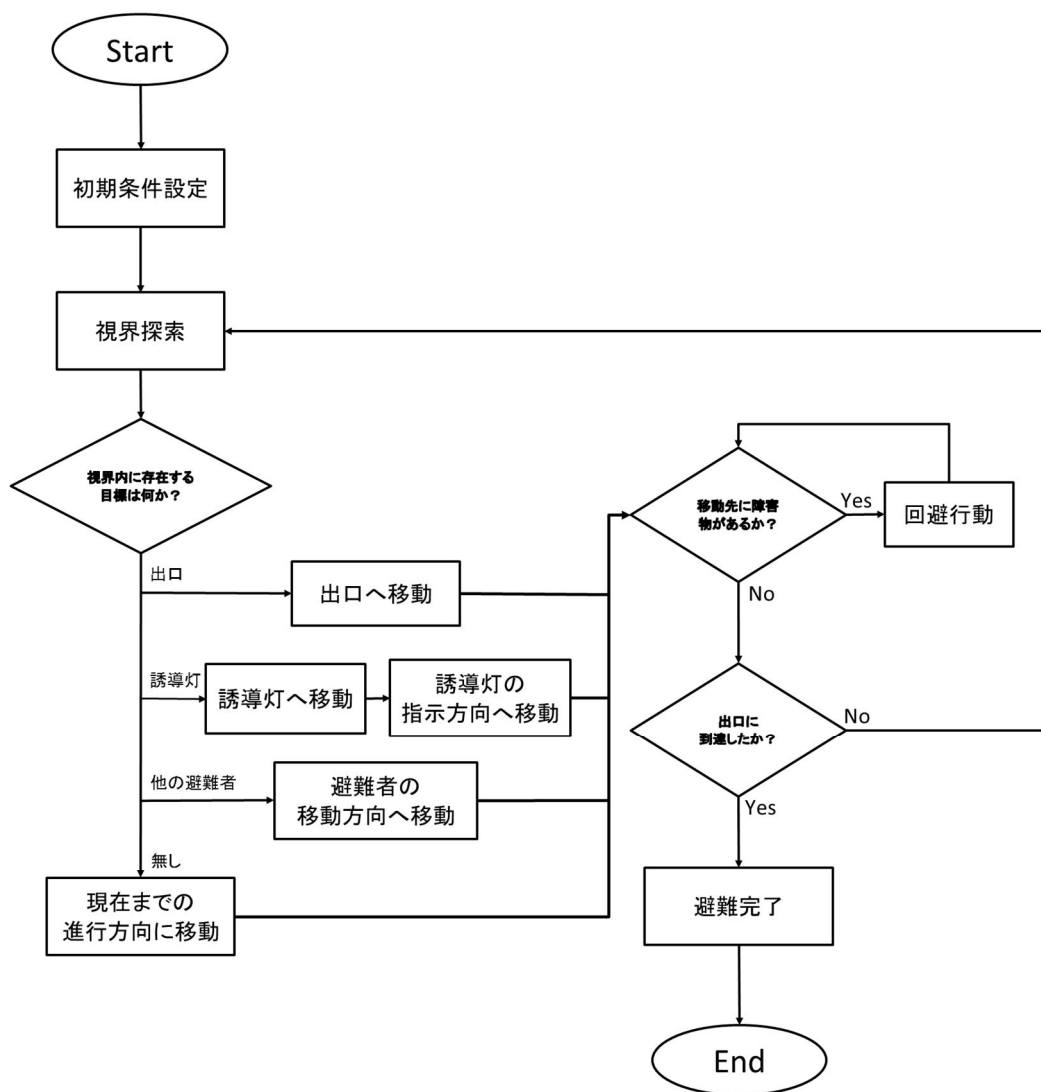 Start
初期条件設定
視界探索
視界内に存在する
目標は何か？
出口
出口へ移動
誘導灯
誘導灯へ移動
誘導灯の
指示方向へ移動
他の避難者
避難者の
移動方向へ移動
無し
現在までの
進行方向に移動
移動先に障害
物があるか？
Yes
回避行動
No
出口に
到達したか？
No
Yes
避難完了
End